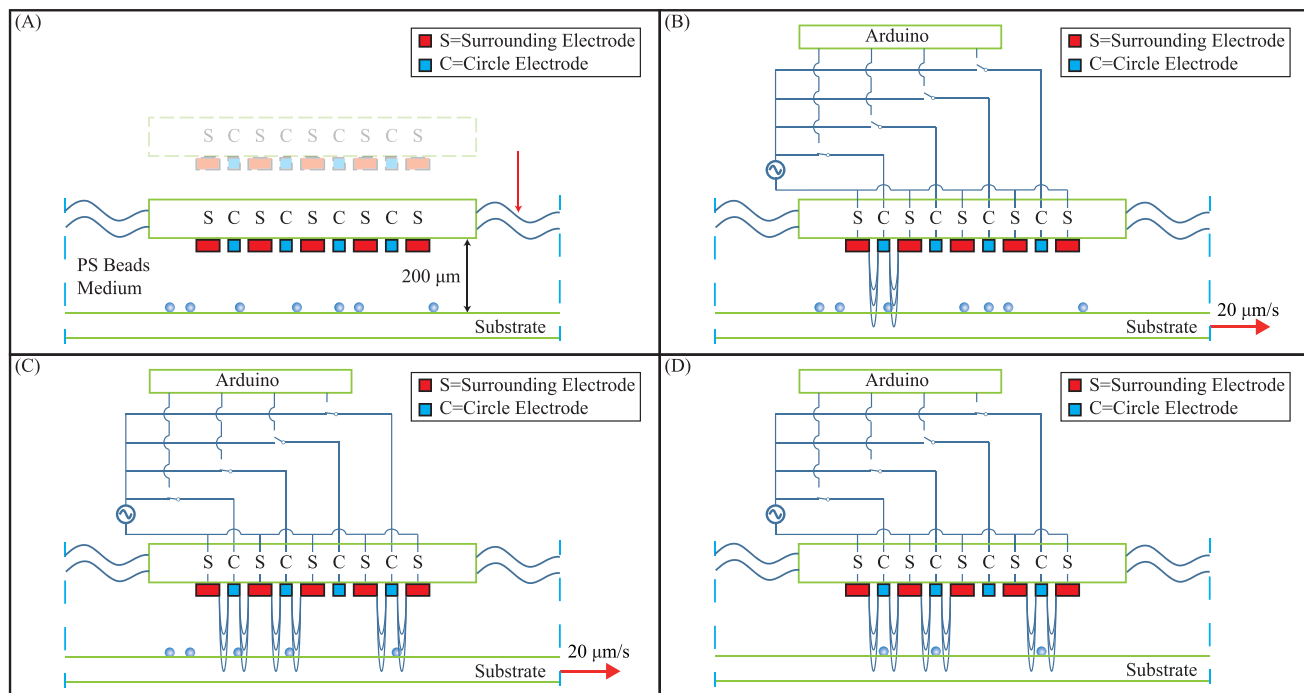 (A)
S=Surrounding Electrode
C=Circle Electrode
S C S C S C S C S
S C S C S C S C S
PS Beads
Medium
200 μm
Substrate
(B)
Arduino
S=Surrounding Electrode
C=Circle Electrode
S C S C S C S C S
20 μm/s
Substrate
(C)
Arduino
S=Surrounding Electrode
C=Circle Electrode
S C S C S C S C S
20 μm/s
Substrate
(D)
Arduino
S=Surrounding Electrode
C=Circle Electrode
S C S C S C S C S
Substrate